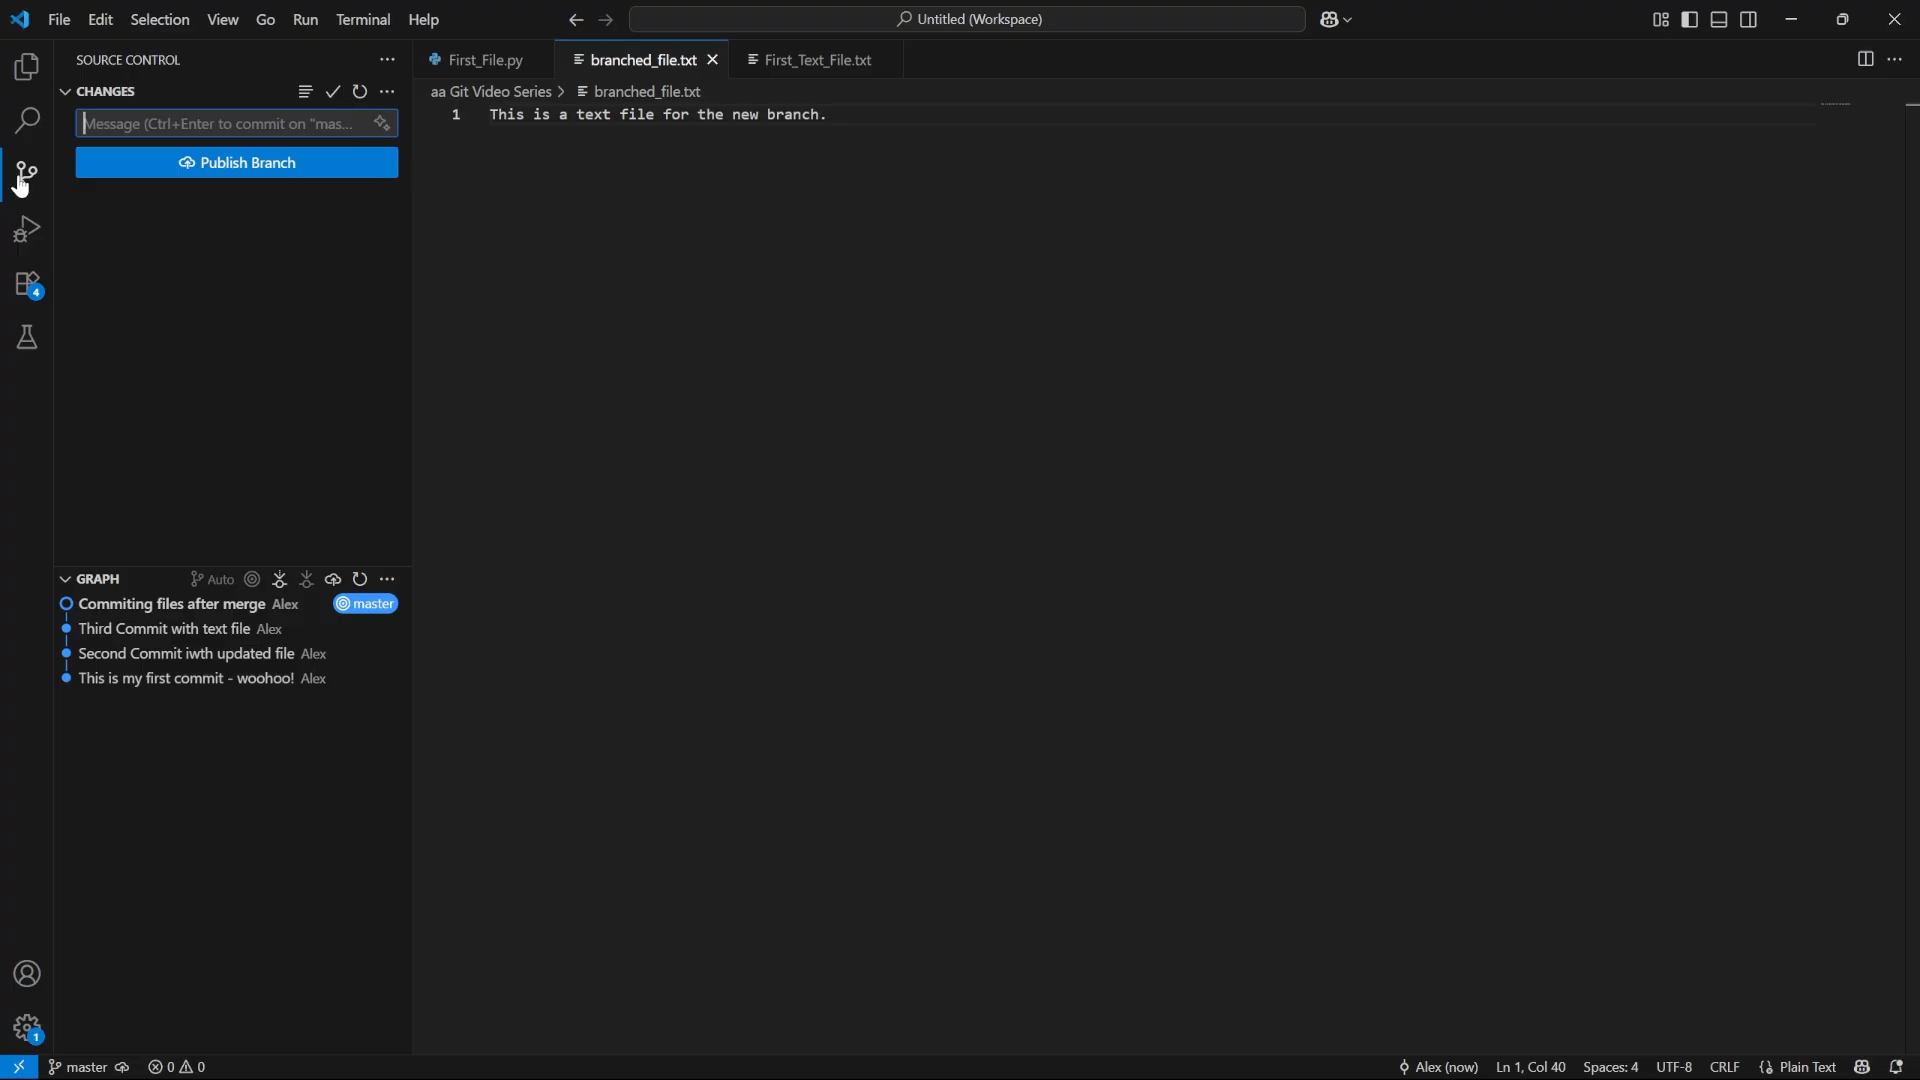 File Edit Selection View Go Run Terminal Help
Untitled (Workspace)
SOURCE CONTROL
CHANGES
Message (Ctrl+Enter to commit on "mas...
Publish Branch
4
First_File.py
branched_file.txt
First_Text_File.txt
aa Git Video Series > branched_file.txt
1 This is a text file for the new branch.
GRAPH
Auto
Commiting files after merge Alex master
Third Commit with text file Alex
Second Commit iwth updated file Alex
This is my first commit - woohoo! Alex
1
master 0 0
Alex (now) Ln 1, Col 40 Spaces: 4 UTF-8 CRLF {} Plain Text